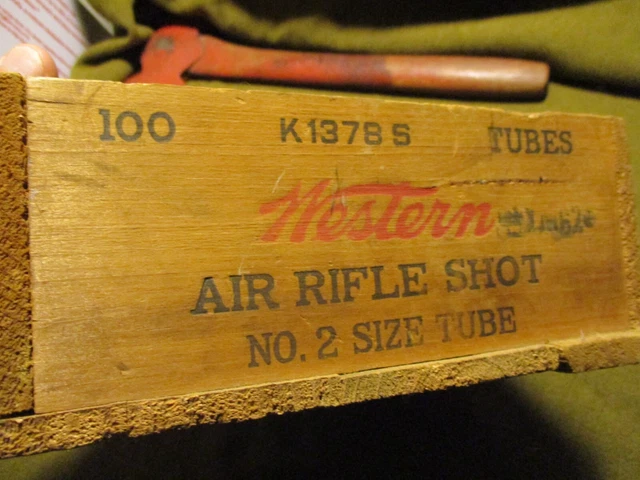 100 K1378S TUBES
Western
AIR RIFLE SHOT
NO. 2 SIZE TUBE